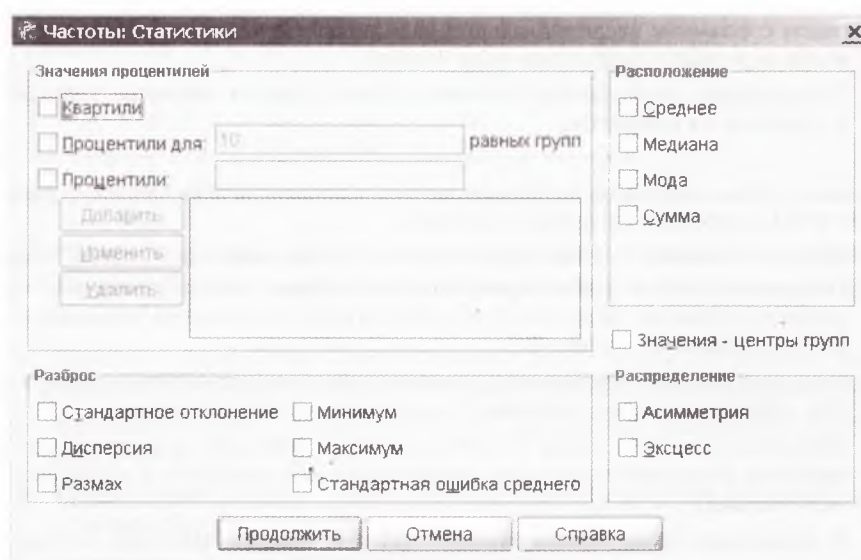 Частоты: Статистики
Значения процентилей
Квартили
Процентили для: 10 равных групп
Процентили:
Добавить
Изменить
Удалить
Расположение
Среднее
Медиана
Мода
Сумма
Значения - центры групп
Разброс
Стандартное отклонение
Минимум
Дисперсия
Максимум
Размах
Стандартная ошибка среднего
Распределение
Асимметрия
Эксцесс
Продолжить
Отмена
Справка